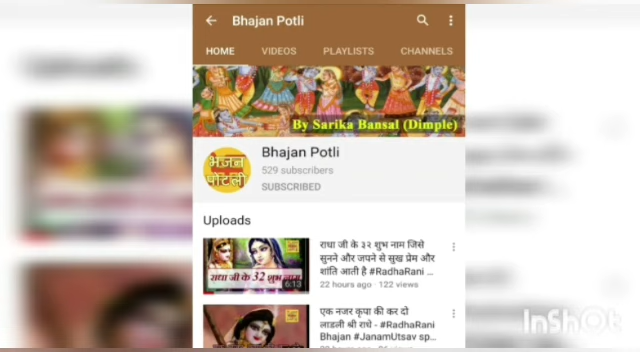 Bhajan Potli
HOME VIDEOS PLAYLISTS CHANNELS
By Sarika Bansal (Dimple)
भजन
पोटली
Bhajan Potli
529 subscribers
SUBSCRIBED
Uploads
राधा जी के 32 शुभ नाम
6:13
राधा जी के ३२ शुभ नाम जिसे
सुनने और जपने से सुख प्रेम और
शांति आती है #RadhaRani ...
22 hours ago · 122 views
एक नजर कृपा की कर दो
लाडली श्री राधे - #RadhaRani
Bhajan #JanamUtsav sp...
InShOt